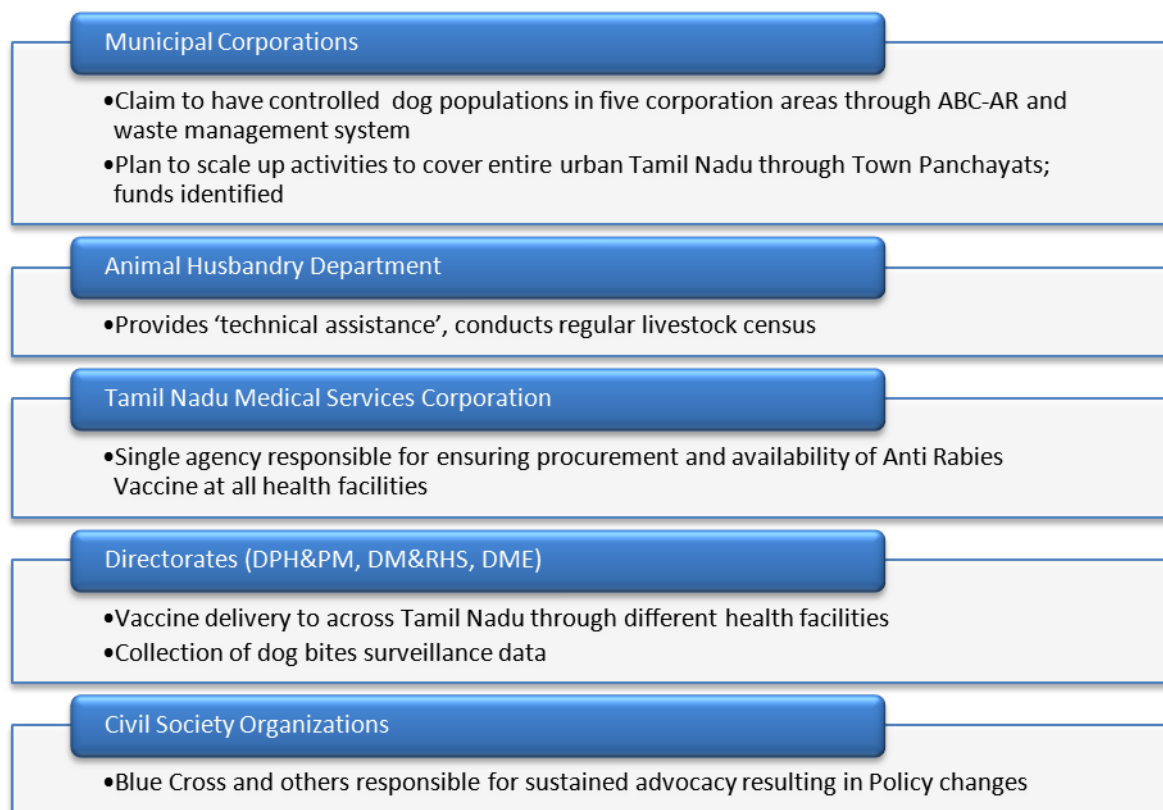 Municipal Corporations
•Claim to have controlled dog populations in five corporation areas through ABC-AR and
waste management system
•Plan to scale up activities to cover entire urban Tamil Nadu through Town Panchayats;
funds identified
Animal Husbandry Department
•Provides ‘technical assistance’, conducts regular livestock census
Tamil Nadu Medical Services Corporation
•Single agency responsible for ensuring procurement and availability of Anti Rabies
Vaccine at all health facilities
Directorates (DPH&PM, DM&RHS, DME)
•Vaccine delivery to across Tamil Nadu through different health facilities
•Collection of dog bites surveillance data
Civil Society Organizations
•Blue Cross and others responsible for sustained advocacy resulting in Policy changes